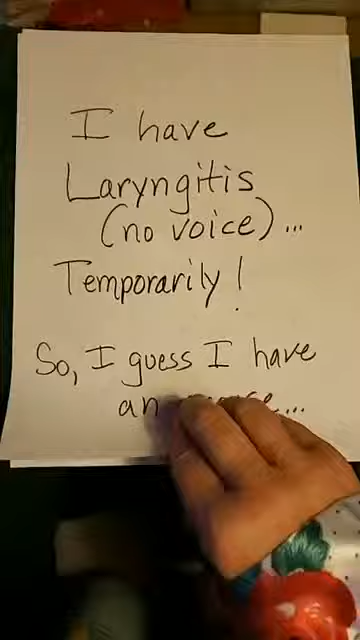 I have
Laryngitis
(no voice)...
Temporarily!
So, I guess I have
an ...